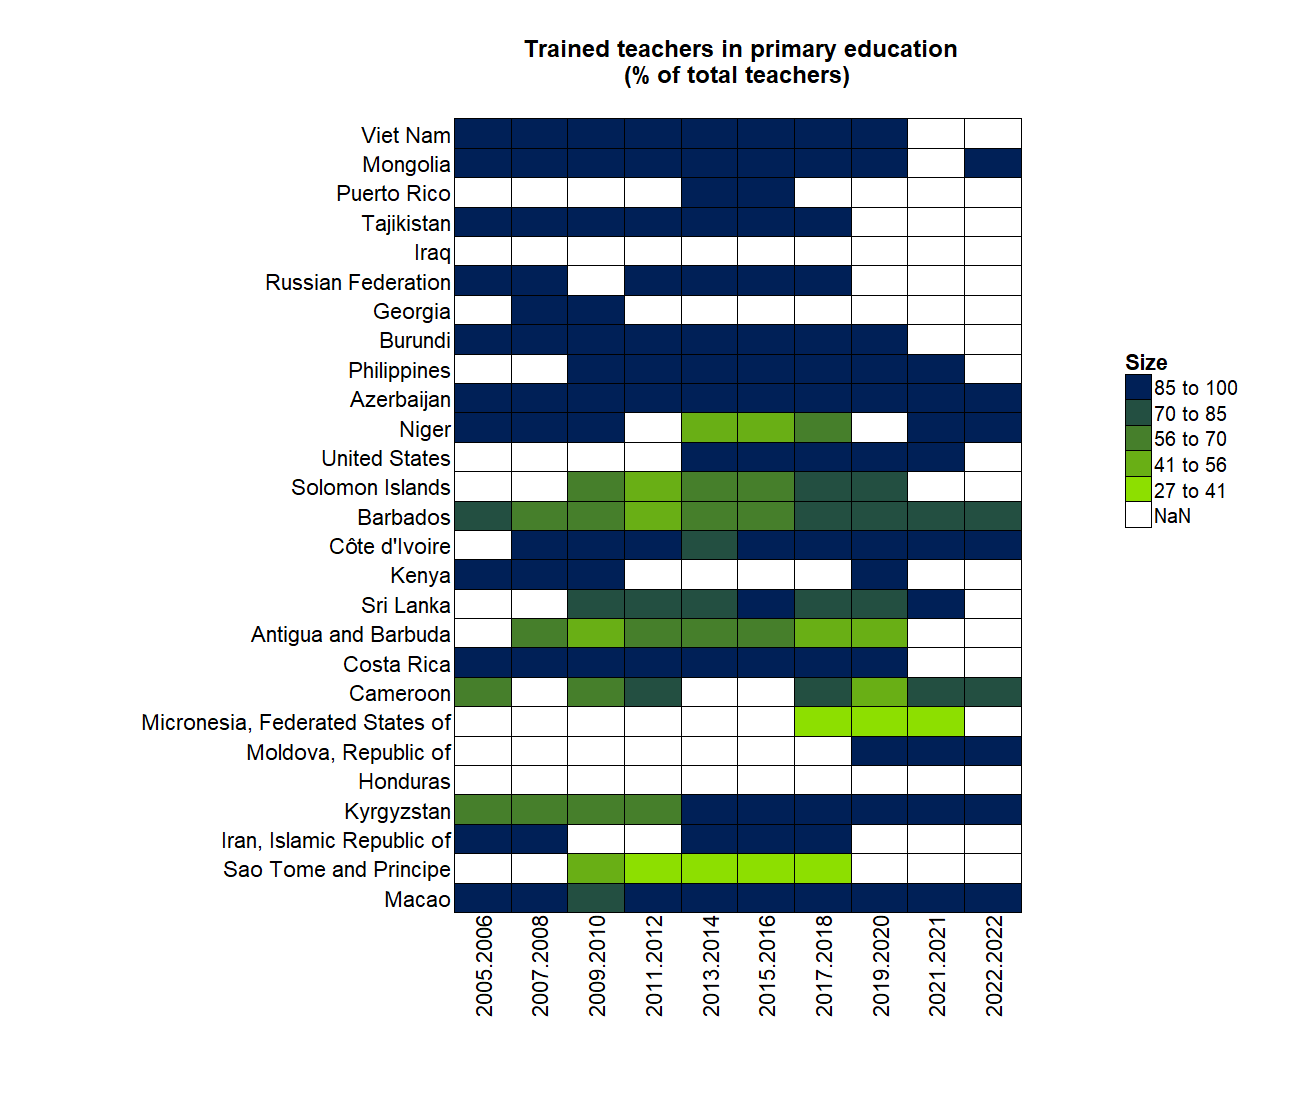 Trained teachers in primary education
(% of total teachers)
Viet Nam
Mongolia
Puerto Rico
Tajikistan
Iraq
Russian Federation
Georgia
Burundi
Philippines
Azerbaijan
Niger
United States
Solomon Islands
Barbados
Côte d'Ivoire
Kenya
Sri Lanka
Antigua and Barbuda
Costa Rica
Cameroon
Micronesia, Federated States of
Moldova, Republic of
Honduras
Kyrgyzstan
Iran, Islamic Republic of
Sao Tome and Principe
Macao
2005.2006
2007.2008
2009.2010
2011.2012
2013.2014
2015.2016
2017.2018
2019.2020
2021.2021
2022.2022
Size
85 to 100
70 to 85
56 to 70
41 to 56
27 to 41
NaN